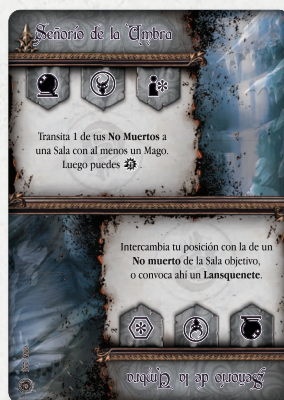 Señorío de la Umbra
Transita 1 de tus No Muertos a
una Sala con al menos un Mago.
Luego puedes .
Intercambia tu posición con la de un
No muerto de la Sala objetivo,
o convoca ahí un Lansquenete.
Señorío de la Umbra